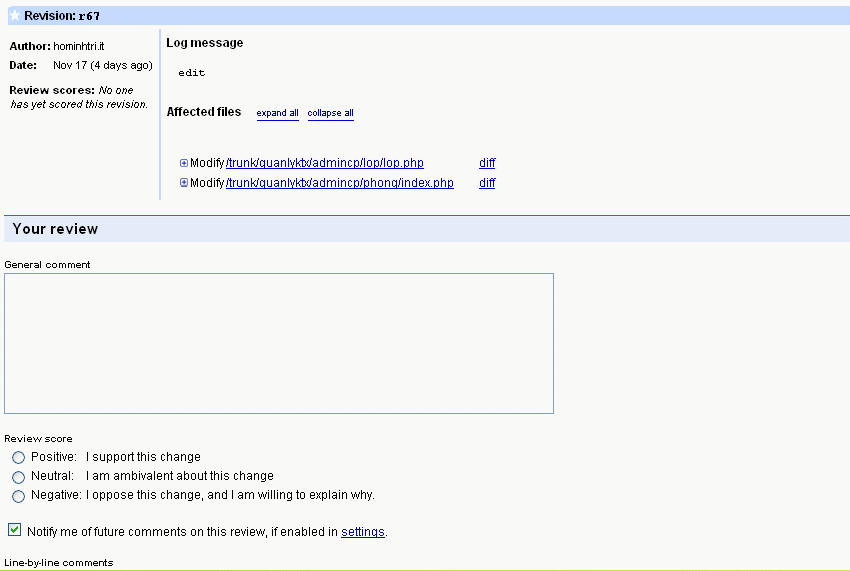 Revision: r67
Author: hominhtri.it
Date: Nov 17 (4 days ago)
Review scores: No one
has yet scored this revision.
Log message
edit
Affected files expand all collapse all
Modify /trunk/quanlyktx/admincp/lop/lop.php diff
Modify /trunk/quanlyktx/admincp/phong/index.php diff
Your review
General comment
Review score
Positive: I support this change
Neutral: I am ambivalent about this change
Negative: I oppose this change, and I am willing to explain why.
Notify me of future comments on this review, if enabled in settings.
Line-by-line comments